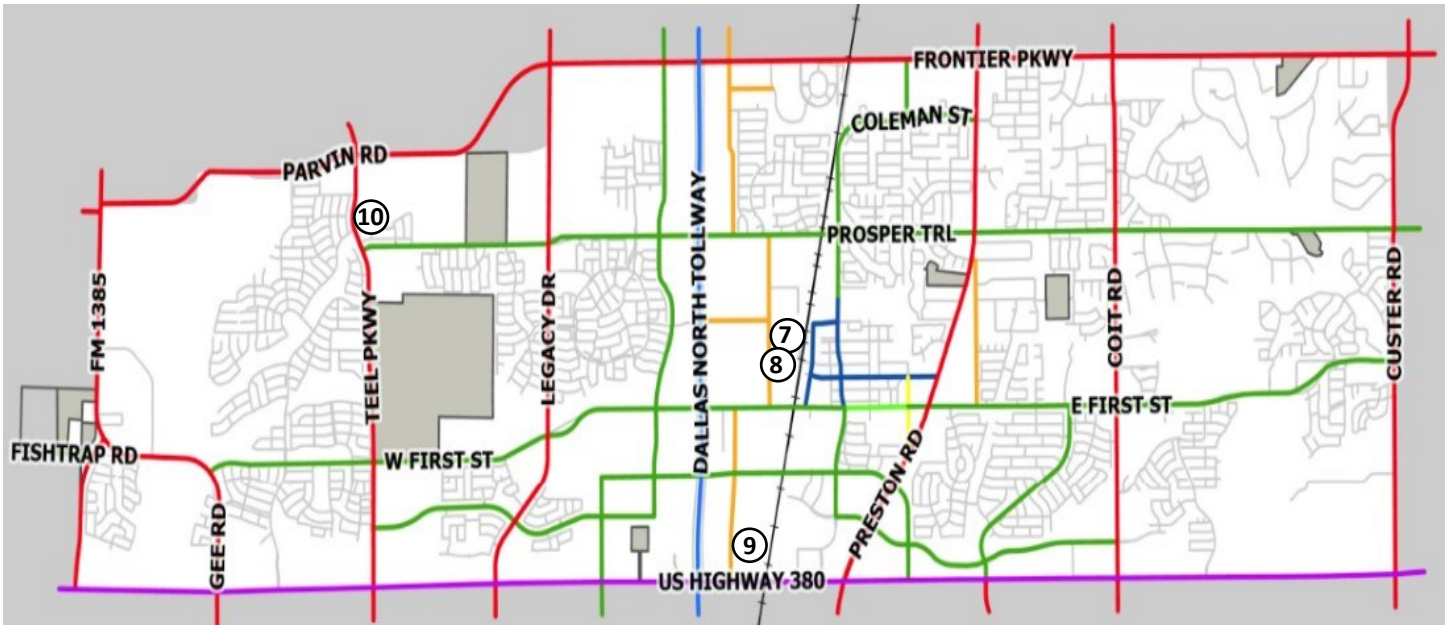 FRONTIER PKWY
COLEMAN ST
PARVIN RD
10
PROSPER TRL
FM 1385
TEEL PKWY
LEGACY DR
DALLAS NORTH TOLLWAY
7
8
COIT RD
CUSTER RD
E FIRST ST
FISHTRAP RD
W FIRST ST
PRESTON RD
GEE RD
9
US HIGHWAY 380